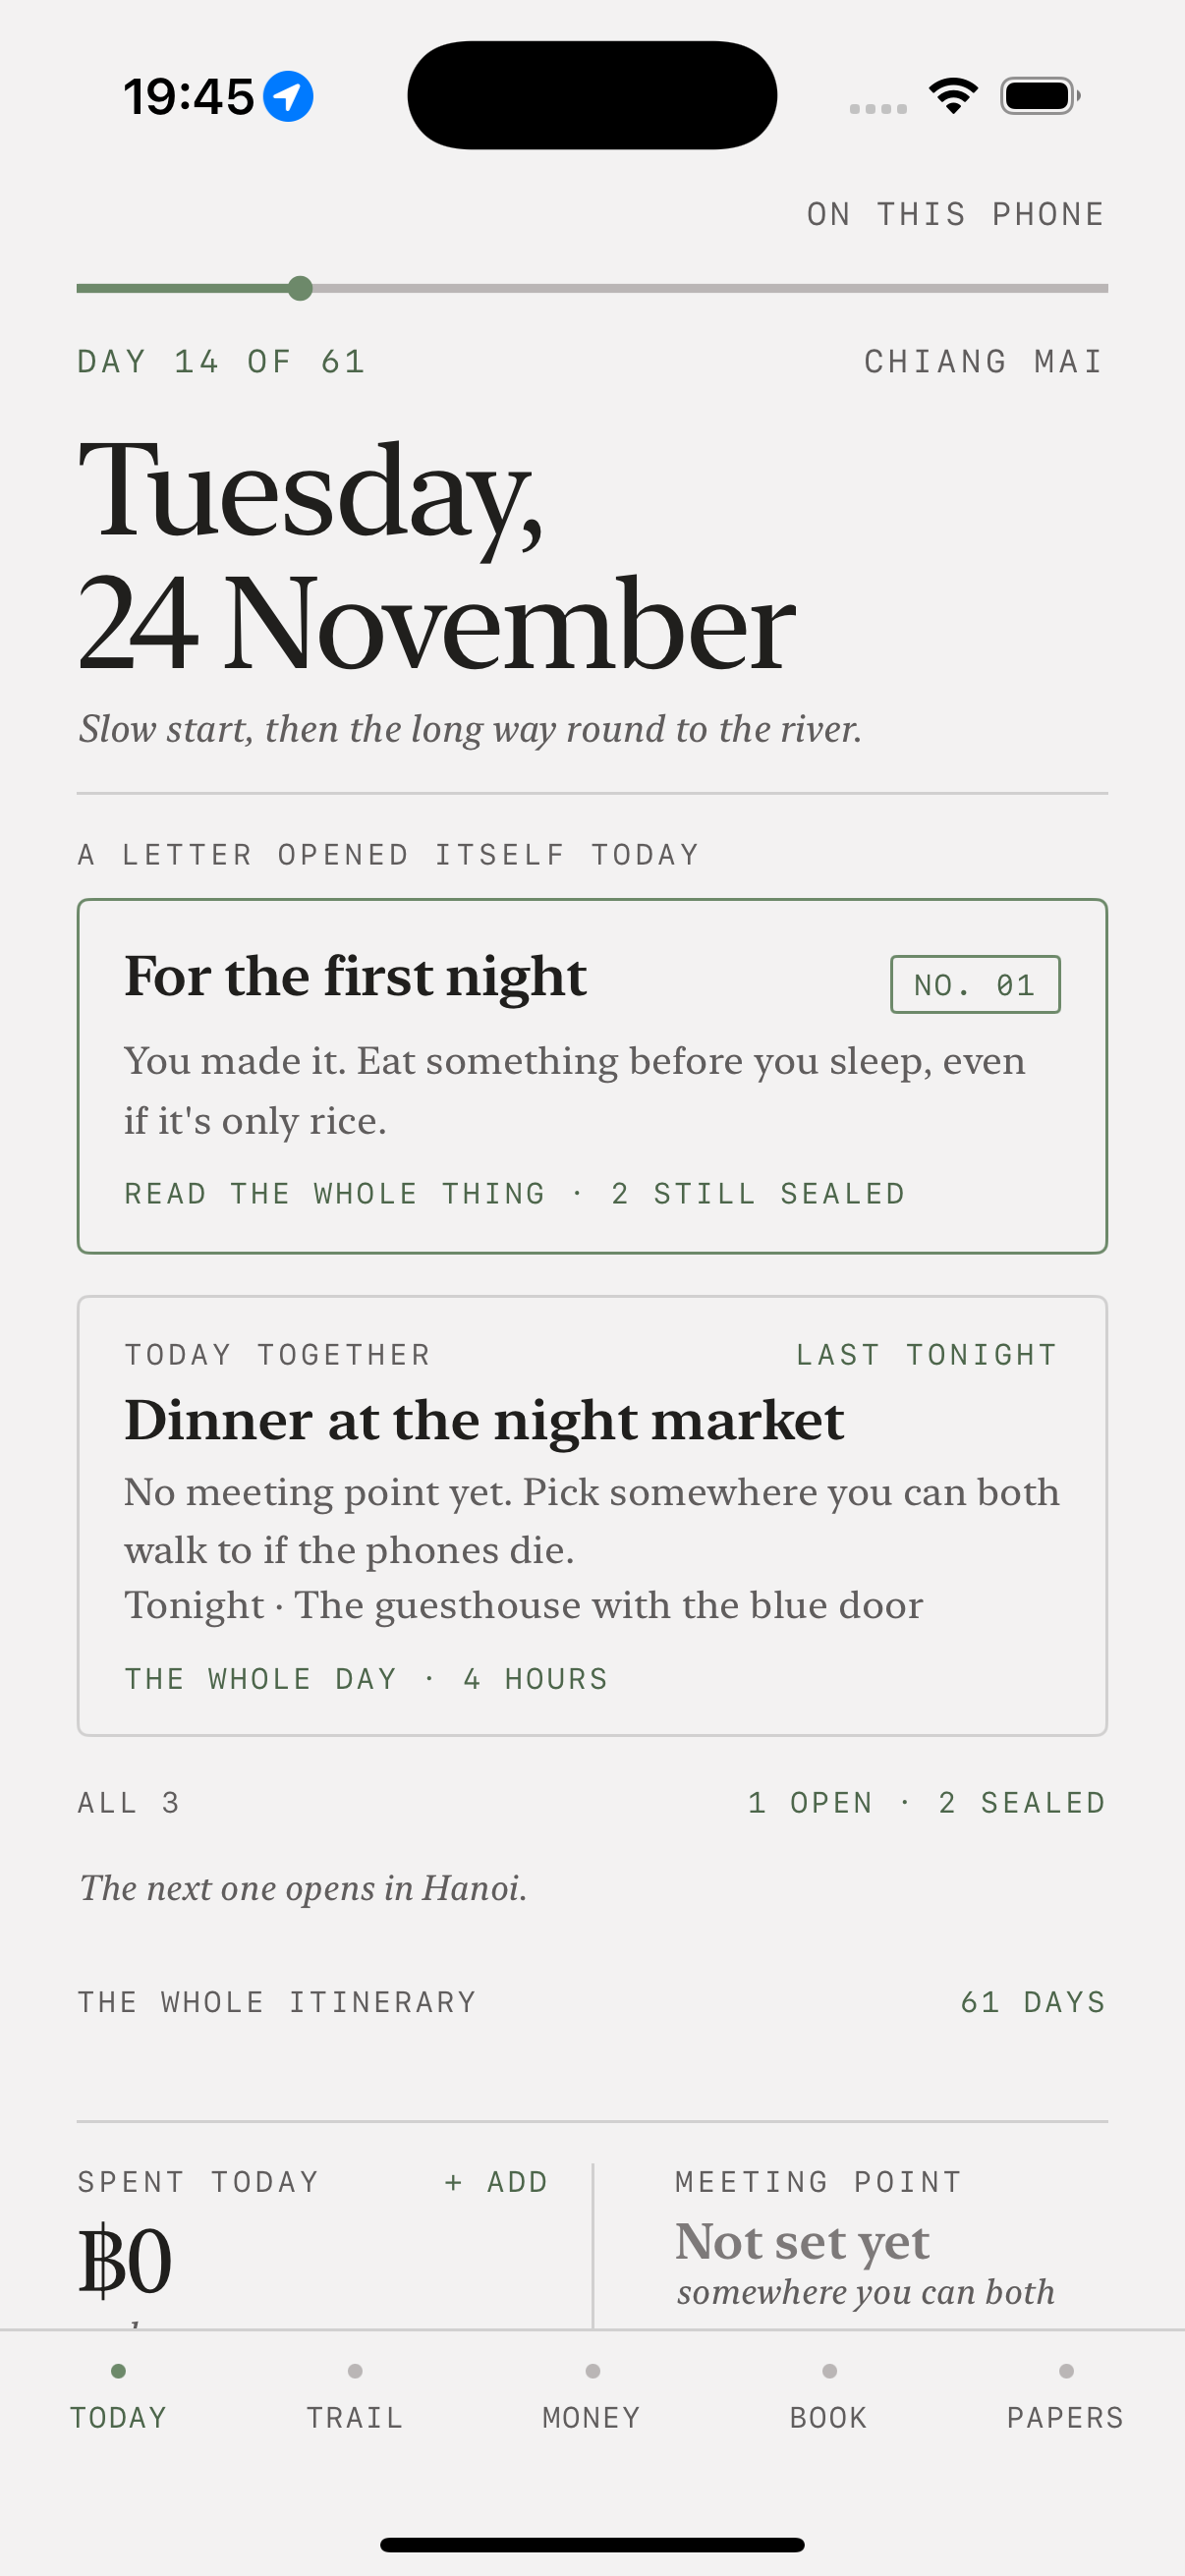 19:45
ON THIS PHONE
DAY 14 OF 61
CHIANG MAI
Tuesday,
24 November
Slow start, then the long way round to the river.
A LETTER OPENED ITSELF TODAY
For the first night
NO. 01
You made it. Eat something before you sleep, even
if it's only rice.
READ THE WHOLE THING · 2 STILL SEALED
TODAY TOGETHER
LAST TONIGHT
Dinner at the night market
No meeting point yet. Pick somewhere you can both
walk to if the phones die.
Tonight · The guesthouse with the blue door
THE WHOLE DAY · 4 HOURS
ALL 3
1 OPEN · 2 SEALED
The next one opens in Hanoi.
THE WHOLE ITINERARY
61 DAYS
SPENT TODAY
+ ADD
MEETING POINT
฿0
Not set yet
somewhere you can both
TODAY
TRAIL
MONEY
BOOK
PAPERS